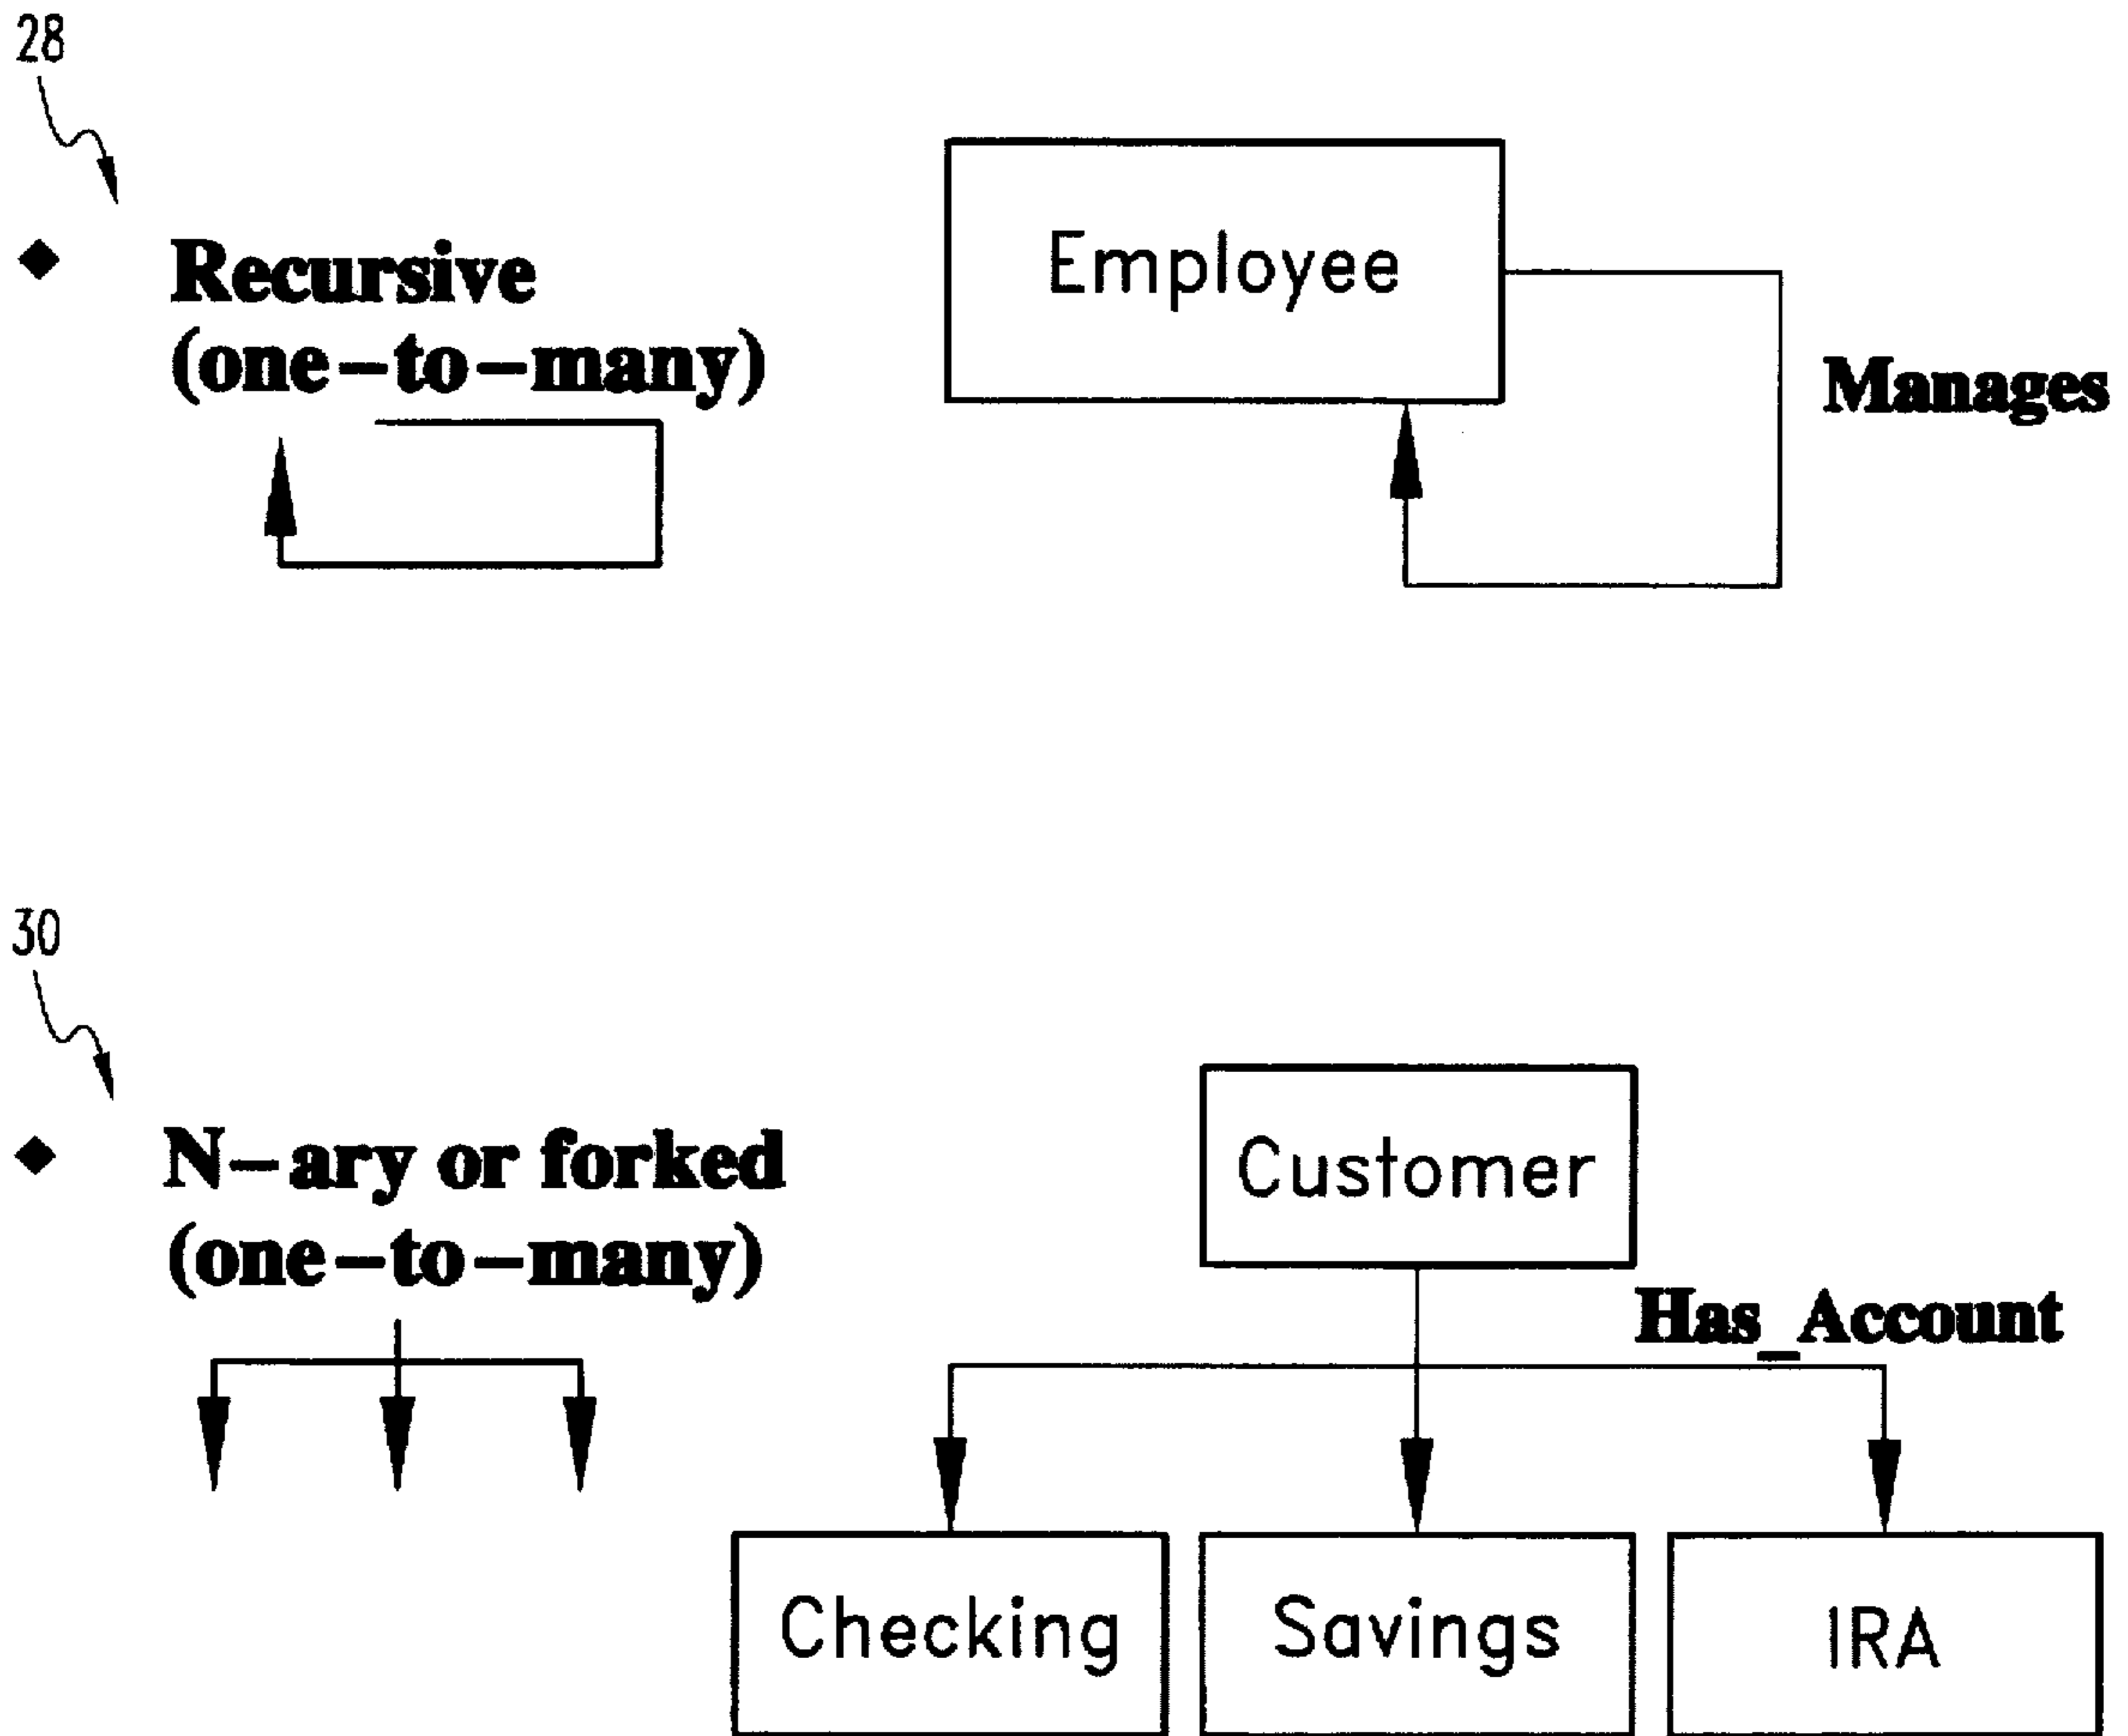 28
Recursive
(one-to-many)
Employee
Manages
30
N-ary or forked
(one-to-many)
Customer
Has_Account
Checking
Savings
IRA